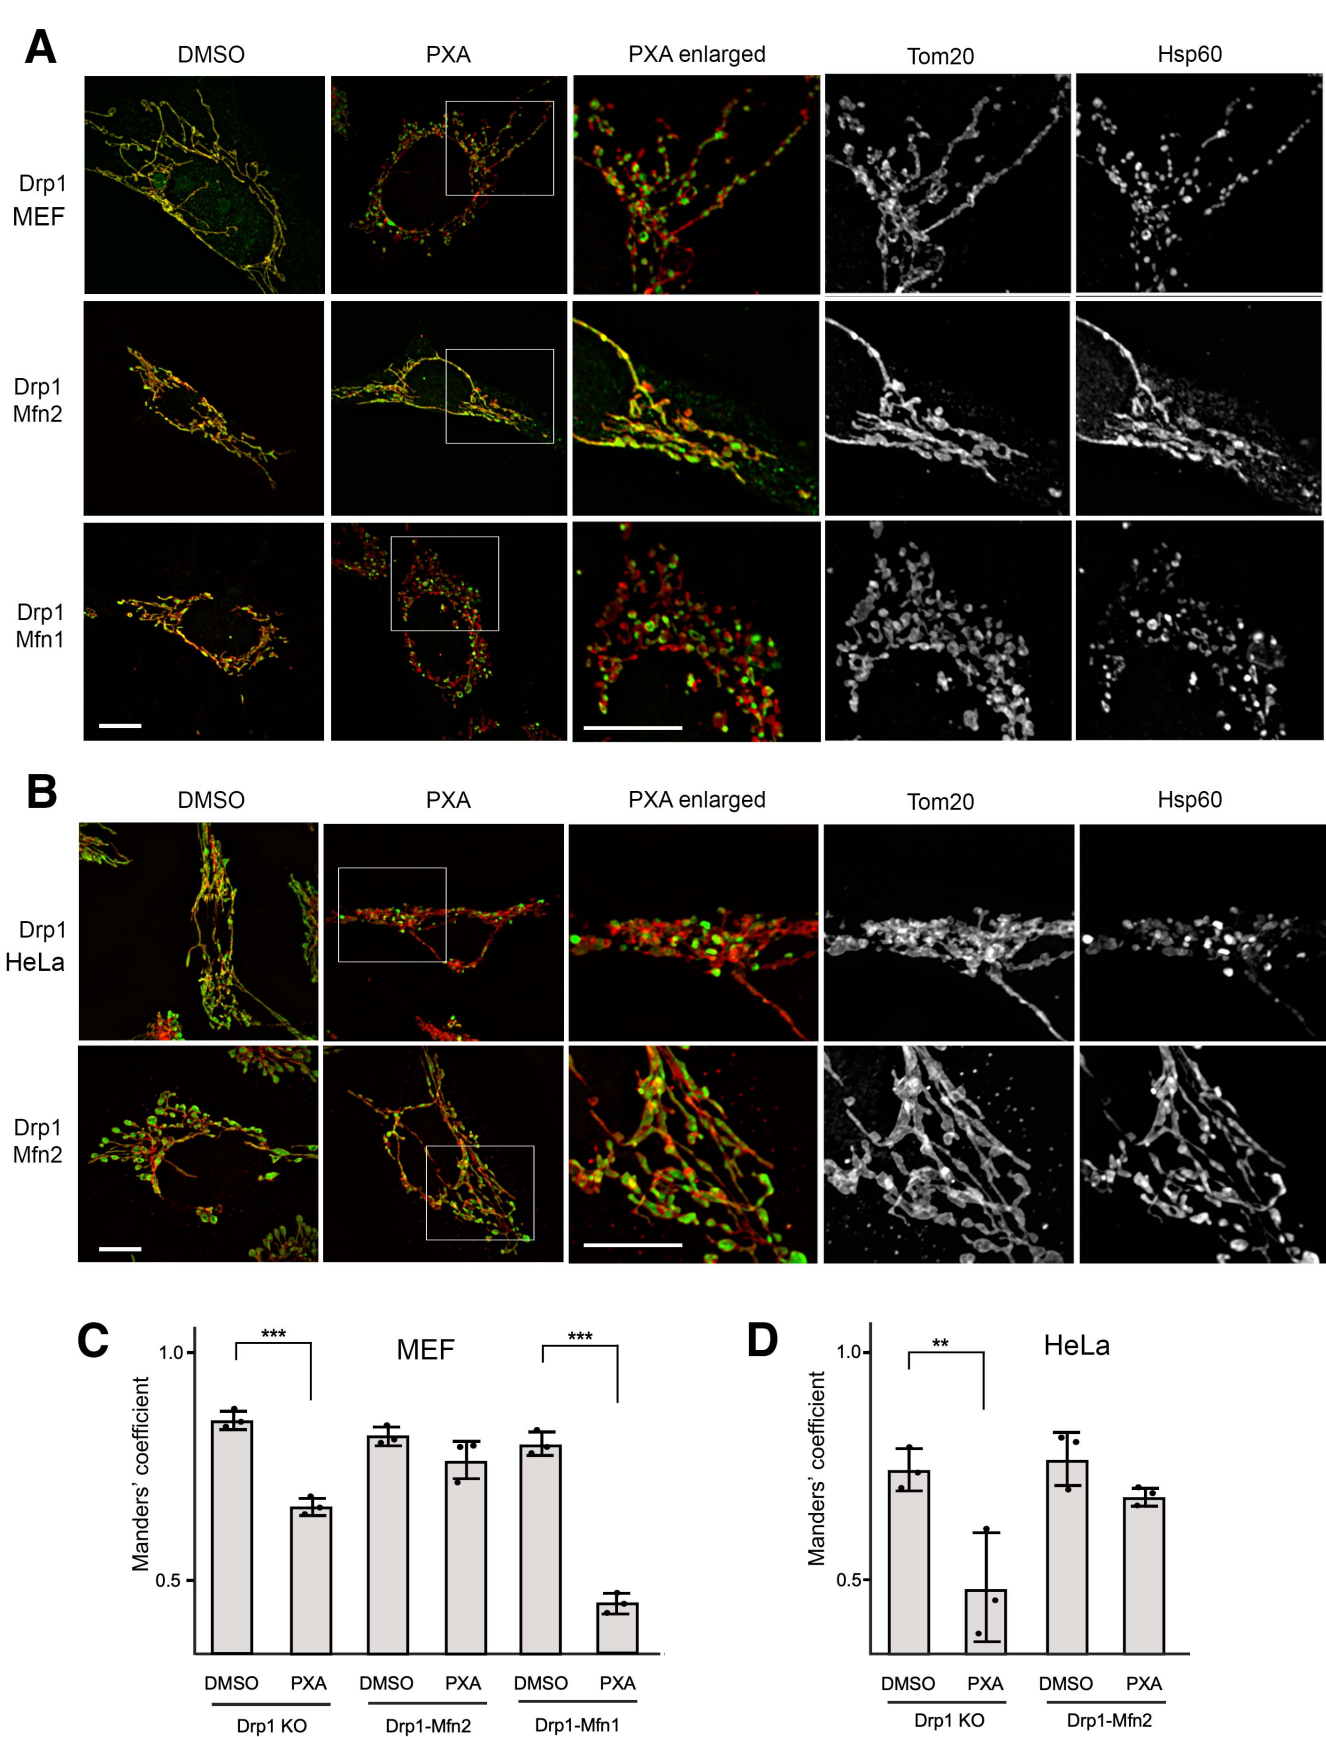 A
DMSO PXA PXA enlarged Tom20 Hsp60
Drp1
MEF
Drp1
Mfn2
Drp1
Mfn1
B
DMSO PXA PXA enlarged Tom20 Hsp60
Drp1
HeLa
Drp1
Mfn2
C
MEF
Manders’ coefficient
1.0
0.5
***
***
DMSO PXA DMSO PXA DMSO PXA
Drp1 KO Drp1-Mfn2 Drp1-Mfn1
D
HeLa
Manders’ coefficient
1.0
0.5
**
DMSO PXA DMSO PXA
Drp1 KO Drp1-Mfn2